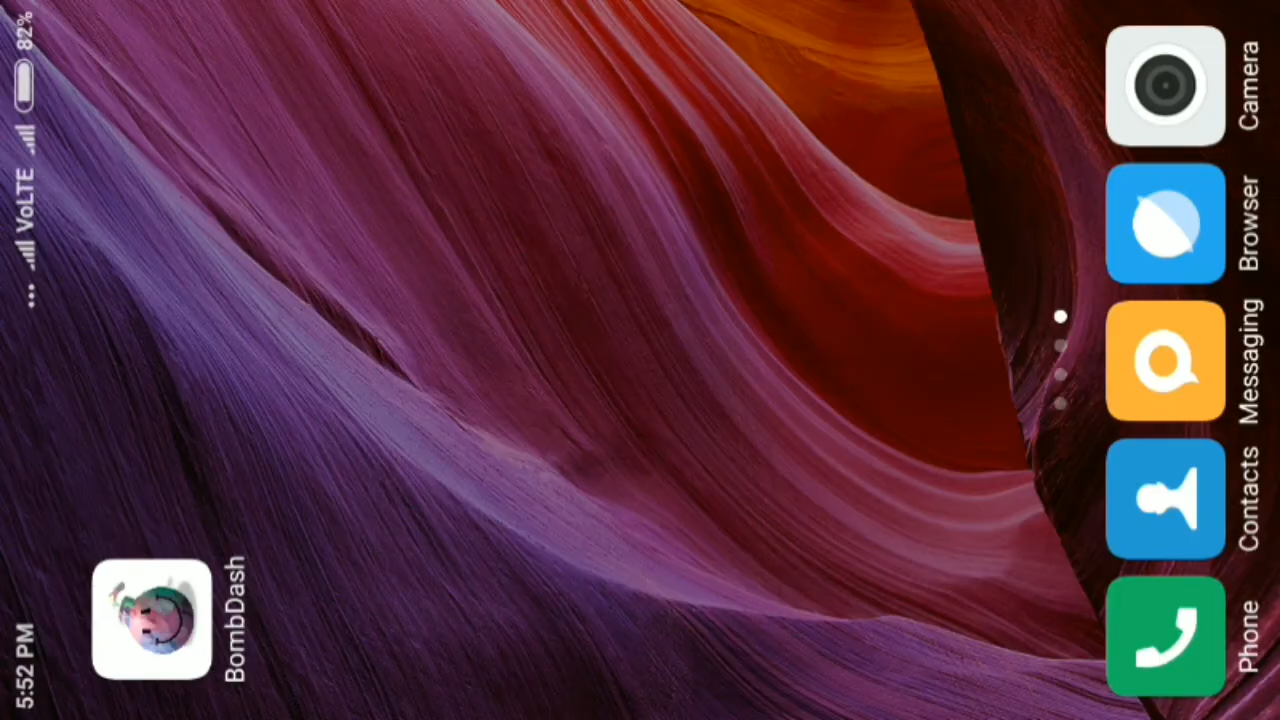 5:52 PM ... VoLTE 82%
BombDash
Phone Contacts Messaging Browser Camera